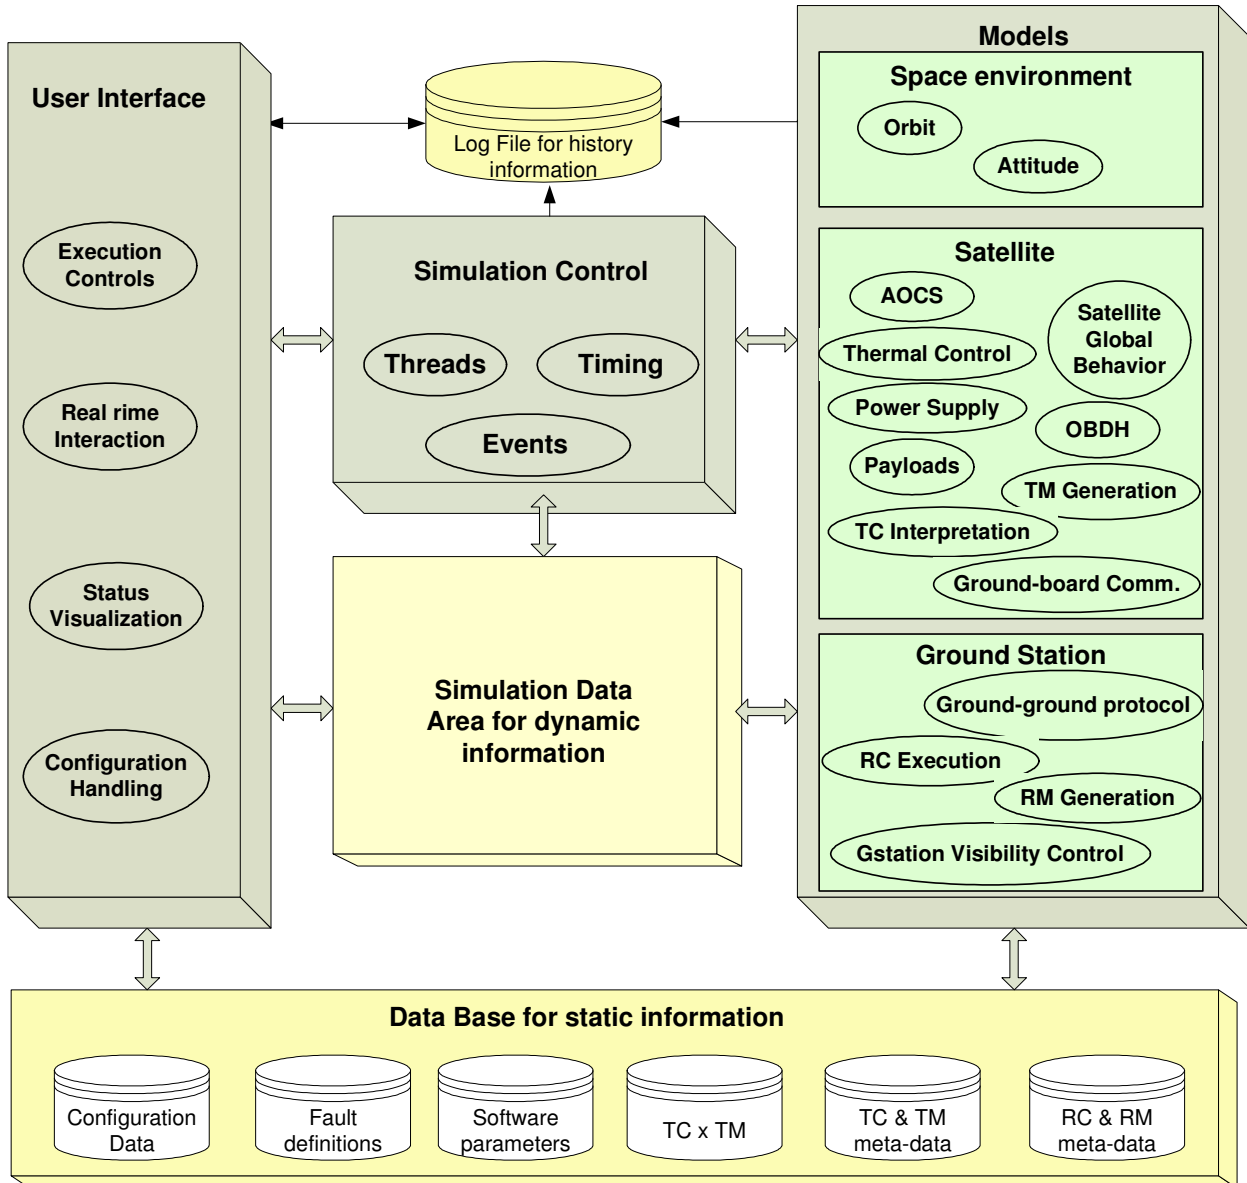 User Interface
Execution
Controls
Real rime
Interaction
Status
Visualization
Configuration
Handling
Log File for history
information
Simulation Control
Threads
Timing
Events
Simulation Data
Area for dynamic
information
Models
Space environment
Orbit
Attitude
Satellite
AOCS
Satellite
Global
Behavior
Thermal Control
Power Supply
OBDH
Payloads
TM Generation
TC Interpretation
Ground-board Comm.
Ground Station
Ground-ground protocol
RC Execution
RM Generation
Gstation Visibility Control
Data Base for static information
Configuration
Data
Fault
definitions
Software
parameters
TC x TM
TC & TM
meta-data
RC & RM
meta-data